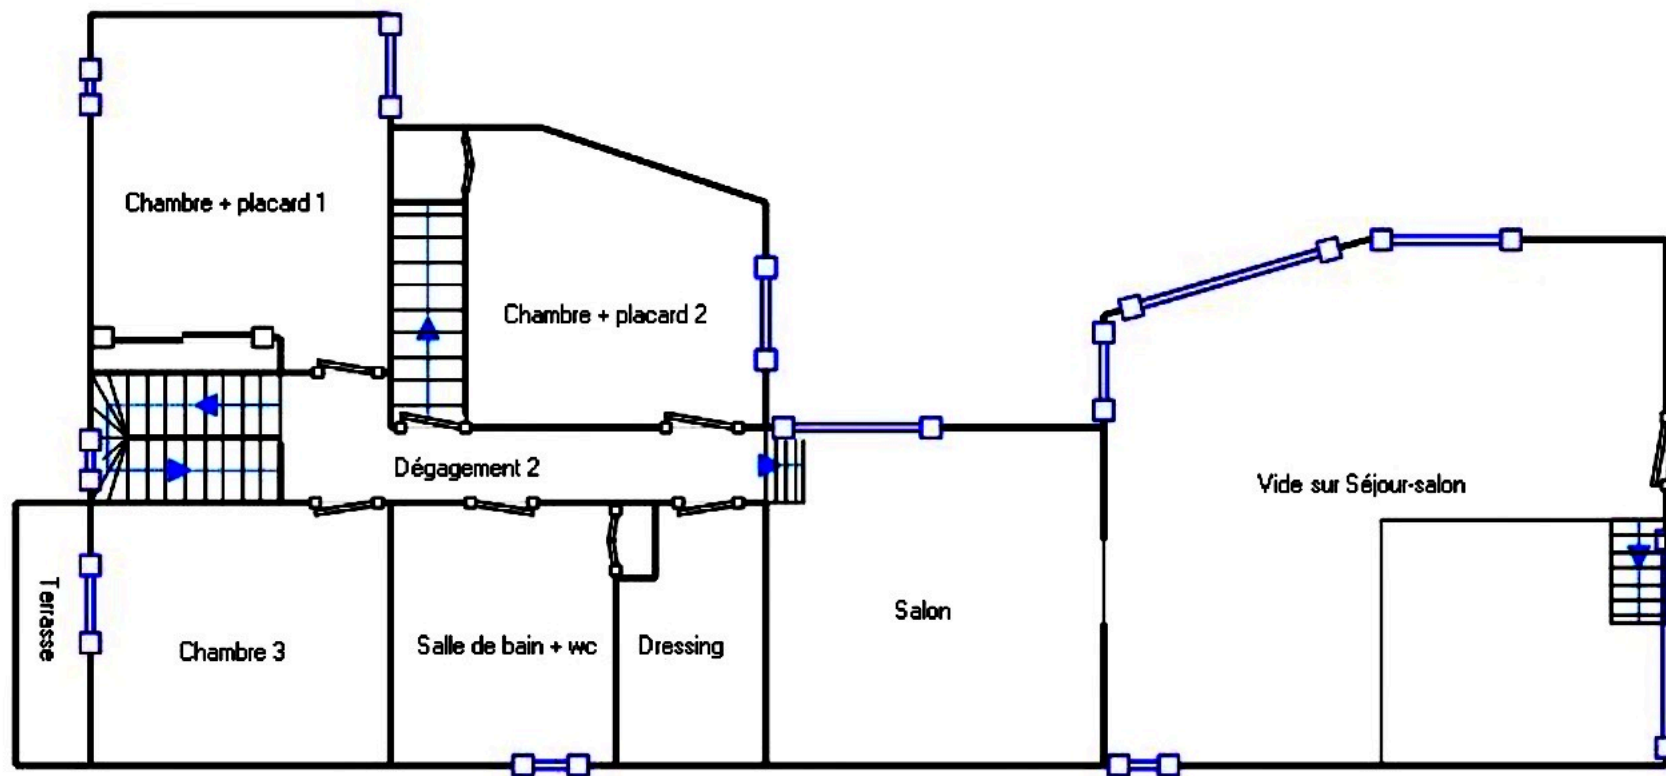 Chambre + placard 1
Chambre + placard 2
Dégagement 2
Vide sur Séjour-salon
Terrasse
Chambre 3
Salle de bain + wc
Dressing
Salon